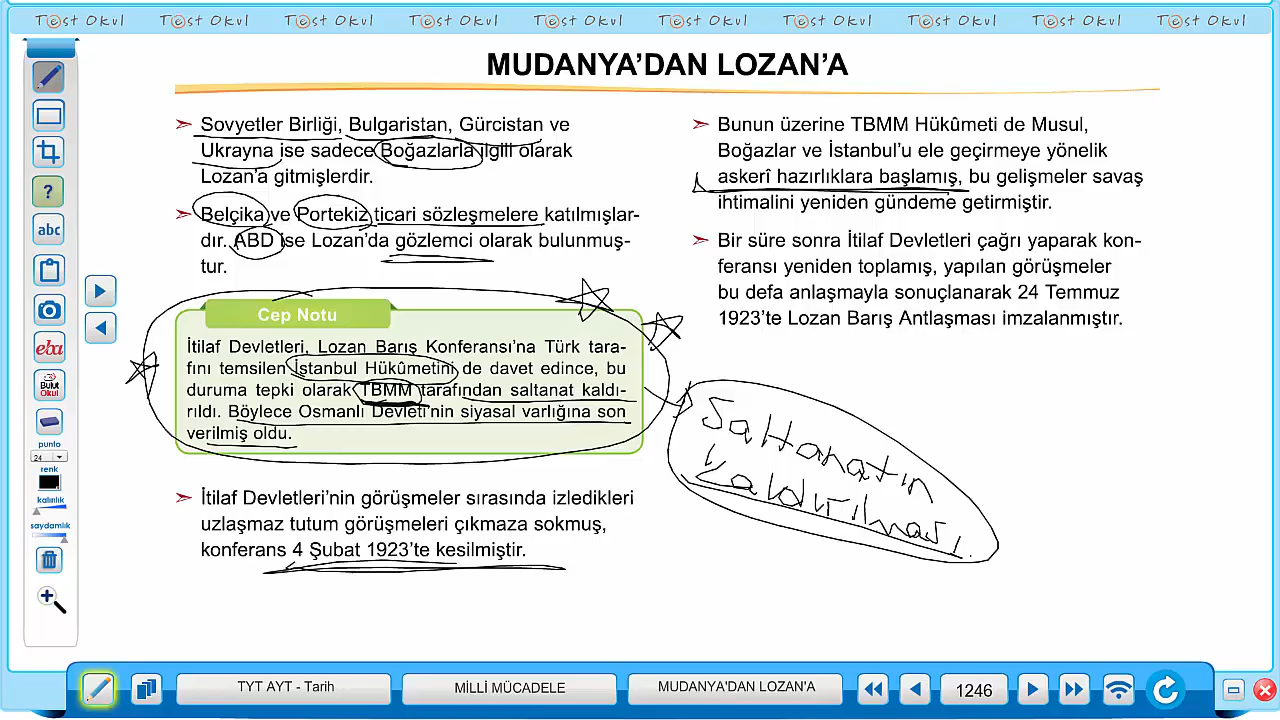 Test Okul Test Okul Test Okul Test Okul Test Okul Test Okul Test Okul Test Okul Test Okul Test Okul
MUDANYA'DAN LOZAN'A
➢ Sovyetler Birliği, Bulgaristan, Gürcistan ve
Ukrayna ise sadece Boğazlarla ilgili olarak
Lozan'a gitmişlerdir.
➢ Belçika ve Portekiz ticari sözleşmelere katılmışlar-
dır. ABD ise Lozan'da gözlemci olarak bulunmuş-
tur.
Cep Notu
İtilaf Devletleri, Lozan Barış Konferansı'na Türk tara-
fını temsilen İstanbul Hükûmetini de davet edince, bu
duruma tepki olarak TBMM tarafından saltanat kaldı-
rıldı. Böylece Osmanlı Devleti'nin siyasal varlığına son
verilmiş oldu.
➢ İtilaf Devletleri'nin görüşmeler sırasında izledikleri
uzlaşmaz tutum görüşmeleri çıkmaza sokmuş,
konferans 4 Şubat 1923'te kesilmiştir.
➢ Bunun üzerine TBMM Hükûmeti de Musul,
Boğazlar ve İstanbul'u ele geçirmeye yönelik
askerî hazırlıklara başlamış, bu gelişmeler savaş
ihtimalini yeniden gündeme getirmiştir.
➢ Bir süre sonra İtilaf Devletleri çağrı yaparak kon-
feransı yeniden toplamış, yapılan görüşmeler
bu defa anlaşmayla sonuçlanarak 24 Temmuz
1923'te Lozan Barış Antlaşması imzalanmıştır.
Saltanatın
Kaldırılması
?
abc
eba
Bulut
Okul
punto
24
renk
kalınlık
saydamlık
TYT AYT - Tarih
MİLLİ MÜCADELE
MUDANYA'DAN LOZAN'A
1246